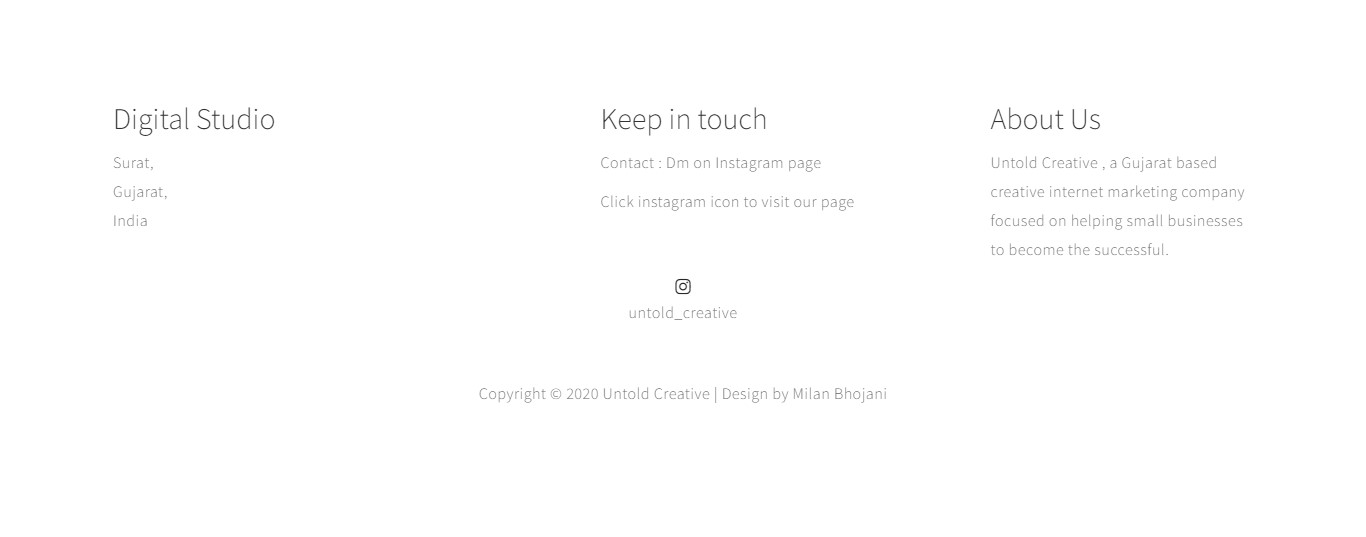 Digital Studio
Surat,
Gujarat,
India
Keep in touch
Contact : Dm on Instagram page
Click instagram icon to visit our page
About Us
Untold Creative , a Gujarat based
creative internet marketing company
focused on helping small businesses
to become the successful.
untold_creative
Copyright © 2020 Untold Creative | Design by Milan Bhojani